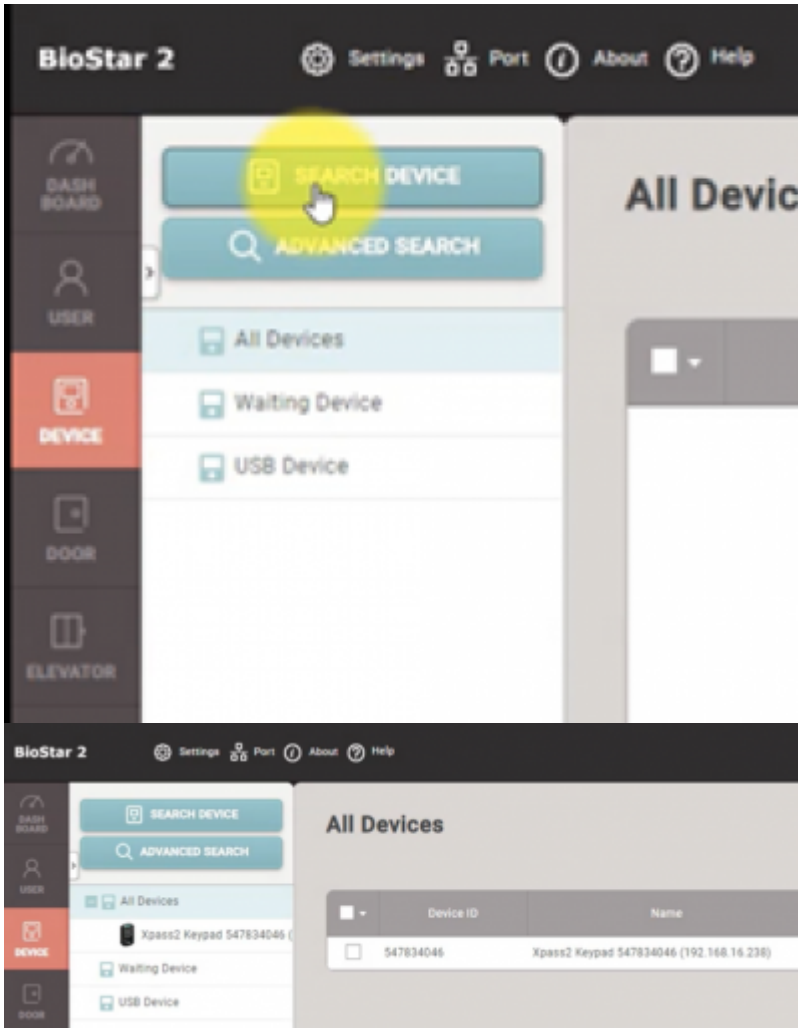 BioStar 2 Settings Port About Help
DASH
BOARD
USER
DEVICE
DOOR
ELEVATOR
SEARCH DEVICE
ADVANCED SEARCH
All Devices
Waiting Device
USB Device
All Devic
BioStar 2 Settings Port About Help
DASH
BOARD
USER
DEVICE
DOOR
SEARCH DEVICE
ADVANCED SEARCH
All Devices
Xpass2 Keypad 547834046 (
Waiting Device
USB Device
All Devices
Device ID Name
547834046 Xpass2 Keypad 547834046 (192.168.16.238)